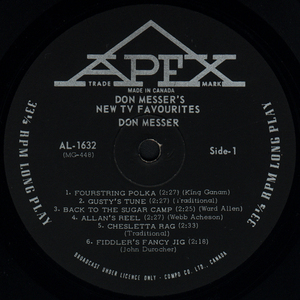 APEX
TRADE MARK
MADE IN CANADA
DON MESSER'S
NEW TV FAVOURITES
DON MESSER
AL-1632
(MG-448)
Side-1
33⅓ RPM LONG PLAY
33⅓ RPM LONG PLAY
1. FOURSTRING POLKA (2:27) (King Ganam)
2. GUSTY'S TUNE (2:27) (Traditional)
3. BACK TO THE SUGAR CAMP (2:25) (Ward Allen)
4. ALLAN'S REEL (2:27) (Webb Acheson)
5. CHESLETTA RAG (2:33)
(Traditional)
6. FIDDLER'S FANCY JIG (2:18)
(John Durocher)
BROADCAST UNDER LICENCE ONLY - COMPO CO. LTD., CANADA